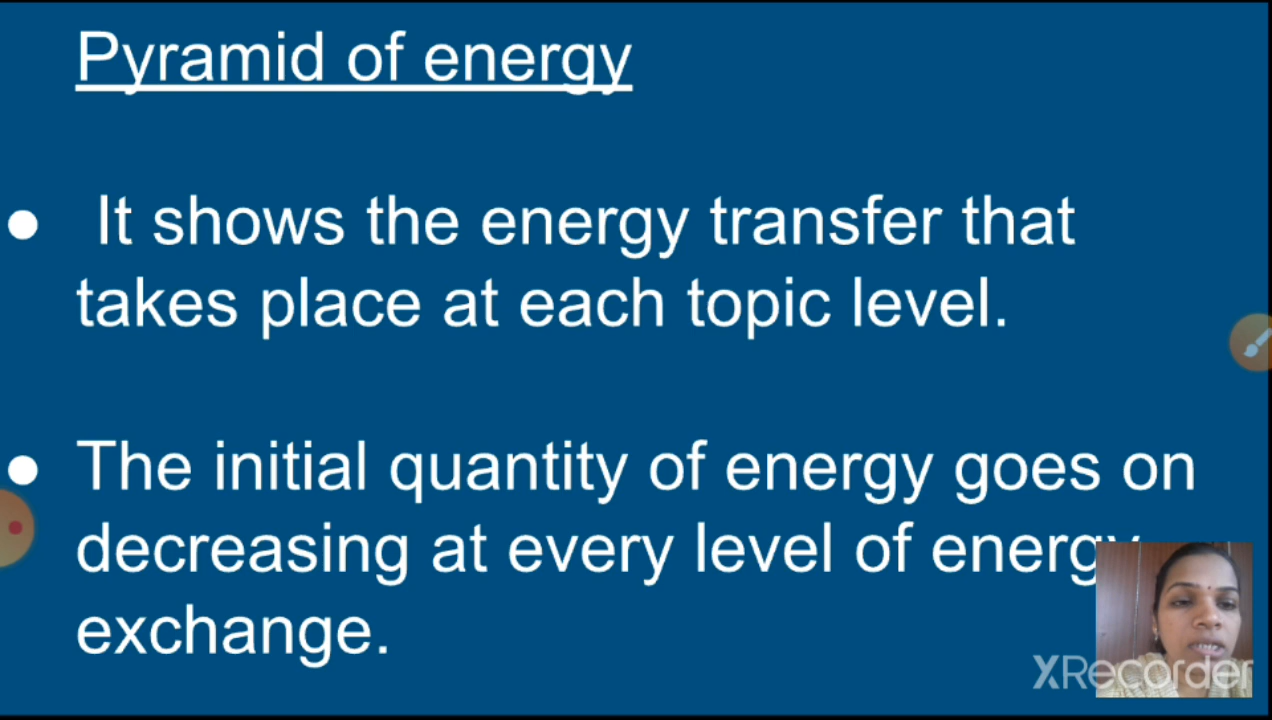 Pyramid of energy
● It shows the energy transfer that
takes place at each topic level.
● The initial quantity of energy goes on
decreasing at every level of energy
exchange.
XRecorder